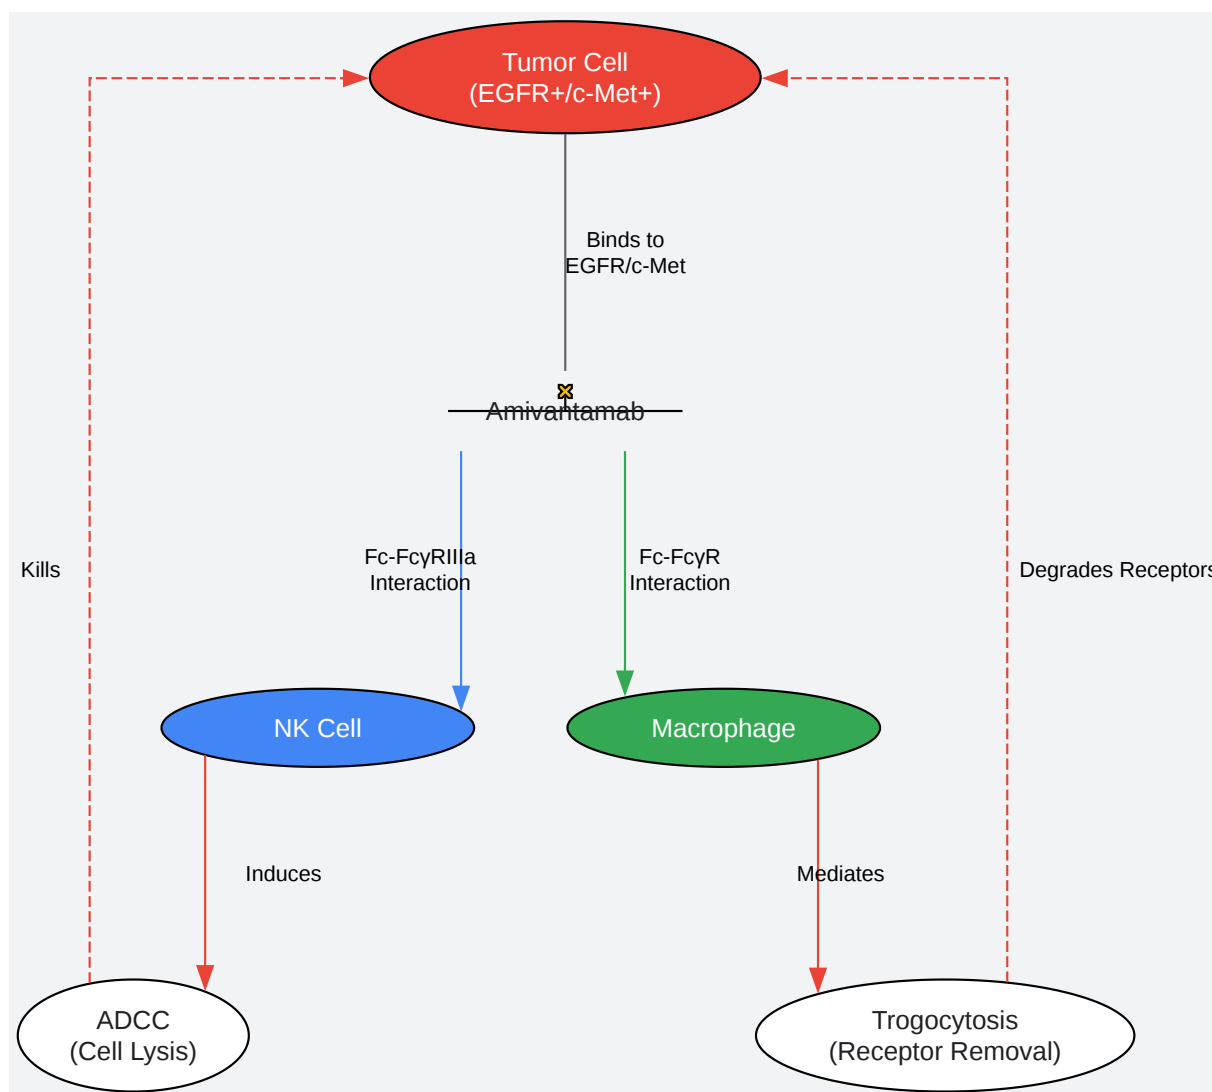 Tumor Cell
(EGFR+/c-Met+)
Binds to
EGFR/c-Met
Amivantamab
Fc-FcγRIIIa
Interaction
Fc-FcγR
Interaction
Kills
Degrades Receptors
NK Cell
Macrophage
Induces
Mediates
ADCC
(Cell Lysis)
Trogocytosis
(Receptor Removal)